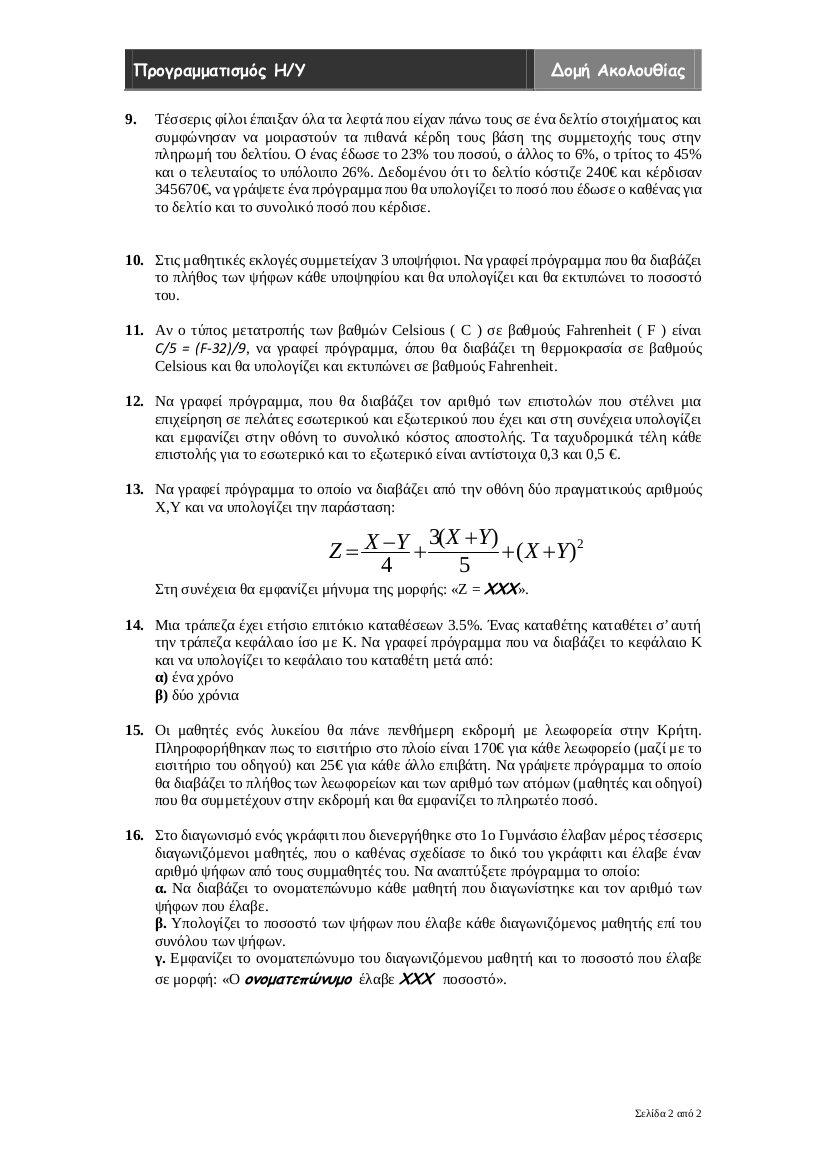 Προγραμματισμός Η/Υ Δομή Ακολουθίας
9. Τέσσερις φίλοι έπαιξαν όλα τα λεφτά που είχαν πάνω τους σε ένα δελτίο στοιχήματος και
συμφώνησαν να μοιραστούν τα πιθανά κέρδη τους βάση της συμμετοχής τους στην
πληρωμή του δελτίου. Ο ένας έδωσε το 23% του ποσού, ο άλλος το 6%, ο τρίτος το 45%
και ο τελευταίος το υπόλοιπο 26%. Δεδομένου ότι το δελτίο κόστιζε 240€ και κέρδισαν
345670€, να γράψετε ένα πρόγραμμα που θα υπολογίζει το ποσό που έδωσε ο καθένας για
το δελτίο και το συνολικό ποσό που κέρδισε.
10. Στις μαθητικές εκλογές συμμετείχαν 3 υποψήφιοι. Να γραφεί πρόγραμμα που θα διαβάζει
το πλήθος των ψήφων κάθε υποψηφίου και θα υπολογίζει και θα εκτυπώνει το ποσοστό
του.
11. Αν ο τύπος μετατροπής των βαθμών Celsious ( C ) σε βαθμούς Fahrenheit ( F ) είναι
C/5 = (F-32)/9, να γραφεί πρόγραμμα, όπου θα διαβάζει τη θερμοκρασία σε βαθμούς
Celsious και θα υπολογίζει και εκτυπώνει σε βαθμούς Fahrenheit.
12. Να γραφεί πρόγραμμα, που θα διαβάζει τον αριθμό των επιστολών που στέλνει μια
επιχείρηση σε πελάτες εσωτερικού και εξωτερικού που έχει και στη συνέχεια υπολογίζει
και εμφανίζει στην οθόνη το συνολικό κόστος αποστολής. Τα ταχυδρομικά τέλη κάθε
επιστολής για το εσωτερικό και το εξωτερικό είναι αντίστοιχα 0,3 και 0,5 €.
13. Να γραφεί πρόγραμμα το οποίο να διαβάζει από την οθόνη δύο πραγματικούς αριθμούς
Χ,Υ και να υπολογίζει την παράσταση:
Z = (X−Y)/4 + 3(X+Y)/5 + (X+Y)²
Στη συνέχεια θα εμφανίζει μήνυμα της μορφής: «Ζ = ΧΧΧ».
14. Μια τράπεζα έχει ετήσιο επιτόκιο καταθέσεων 3.5%. Ένας καταθέτης καταθέτει σ’ αυτή
την τράπεζα κεφάλαιο ίσο με Κ. Να γραφεί πρόγραμμα που να διαβάζει το κεφάλαιο Κ
και να υπολογίζει το κεφάλαιο του καταθέτη μετά από:
α) ένα χρόνο
β) δύο χρόνια
15. Οι μαθητές ενός λυκείου θα πάνε πενθήμερη εκδρομή με λεωφορεία στην Κρήτη.
Πληροφορήθηκαν πως το εισιτήριο στο πλοίο είναι 170€ για κάθε λεωφορείο (μαζί με το
εισιτήριο του οδηγού) και 25€ για κάθε άλλο επιβάτη. Να γράψετε πρόγραμμα το οποίο
θα διαβάζει το πλήθος των λεωφορείων και των αριθμό των ατόμων (μαθητές και οδηγοί)
που θα συμμετέχουν στην εκδρομή και θα εμφανίζει το πληρωτέο ποσό.
16. Στο διαγωνισμό ενός γκράφιτι που διενεργήθηκε στο 1ο Γυμνάσιο έλαβαν μέρος τέσσερις
διαγωνιζόμενοι μαθητές, που ο καθένας σχεδίασε το δικό του γκράφιτι και έλαβε έναν
αριθμό ψήφων από τους συμμαθητές του. Να αναπτύξετε πρόγραμμα το οποίο:
α. Να διαβάζει το ονοματεπώνυμο κάθε μαθητή που διαγωνίστηκε και τον αριθμό των
ψήφων που έλαβε.
β. Υπολογίζει το ποσοστό των ψήφων που έλαβε κάθε διαγωνιζόμενος μαθητής επί του
συνόλου των ψήφων.
γ. Εμφανίζει το ονοματεπώνυμο του διαγωνιζόμενου μαθητή και το ποσοστό που έλαβε
σε μορφή: «Ο ονοματεπώνυμο έλαβε ΧΧΧ ποσοστό».
Σελίδα 2 από 2